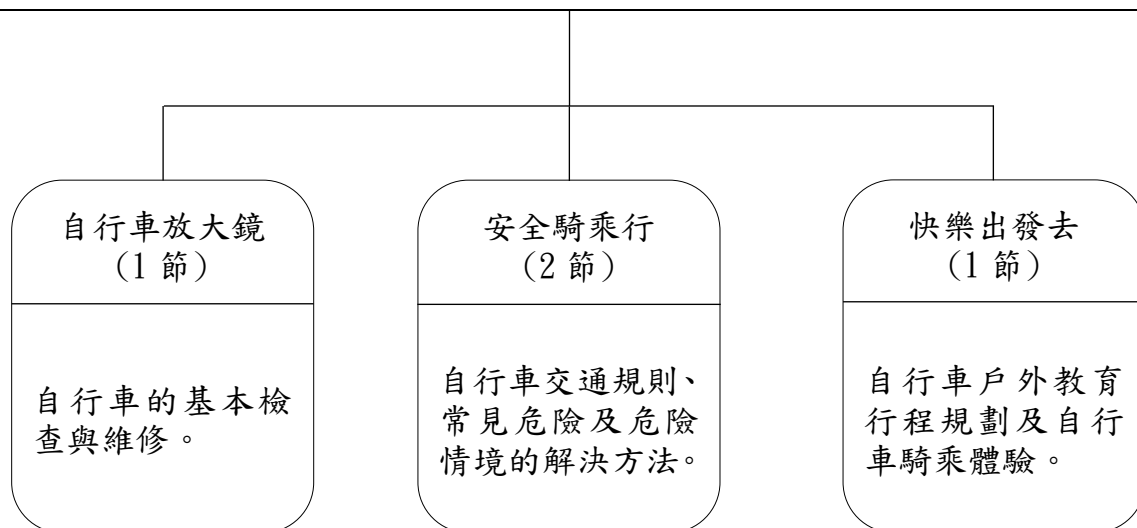 自行車放大鏡
（1 節）
自行車的基本檢
查與維修。
安全騎乘行
（2 節）
自行車交通規則、
常見危險及危險
情境的解決方法。
快樂出發去
（1 節）
自行車戶外教育
行程規劃及自行
車騎乘體驗。